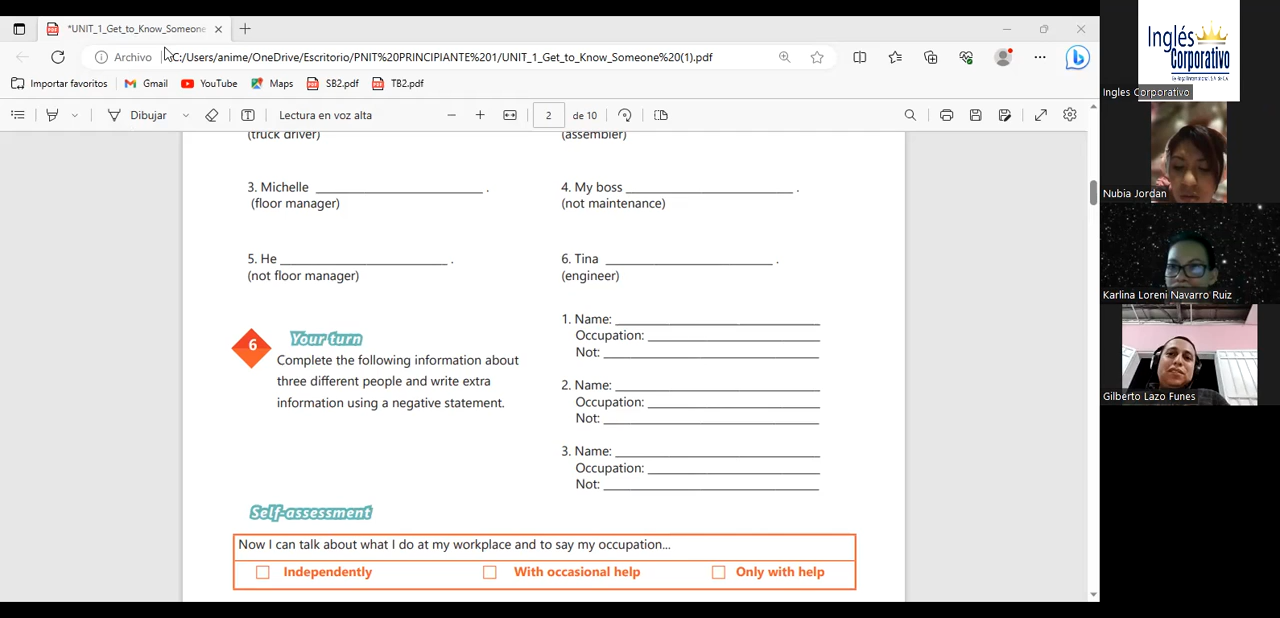 *UNIT_1_Get_to_Know_Someone
Archivo
C:/Users/anime/OneDrive/Escritorio/PNIT%20PRINCIPIANTE%201/UNIT_1_Get_to_Know_Someone%20(1).pdf
Importar favoritos
Gmail
YouTube
Maps
SB2.pdf
TB2.pdf
Dibujar
Lectura en voz alta
2
de 10
(truck driver)
(assembler)
3. Michelle ________________________ .
(floor manager)
4. My boss ________________________ .
(not maintenance)
5. He ________________________ .
(not floor manager)
6. Tina ________________________ .
(engineer)
6
Your turn
Complete the following information about
three different people and write extra
information using a negative statement.
1. Name: ________________________
Occupation: ________________________
Not: ________________________
2. Name: ________________________
Occupation: ________________________
Not: ________________________
3. Name: ________________________
Occupation: ________________________
Not: ________________________
Self-assessment
Now I can talk about what I do at my workplace and to say my occupation...
Independently
With occasional help
Only with help
Inglés
Corporativo
Ingles Corporativo
Nubia Jordan
Karlina Loreni Navarro Ruiz
Gilberto Lazo Funes